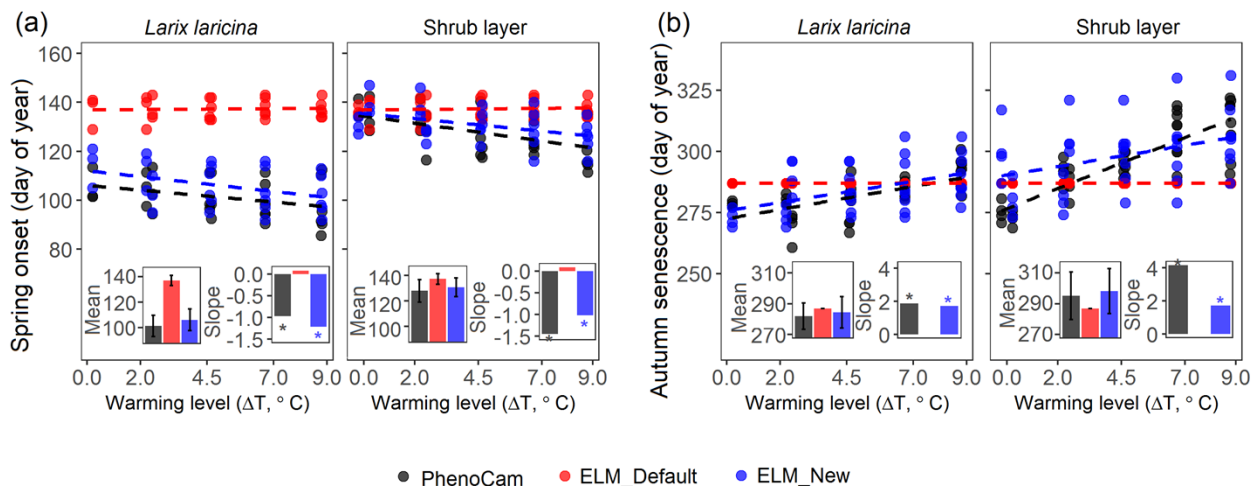 (a)
Larix laricina
Shrub layer
Spring onset (day of year)
160
140
120
100
80
Mean
140
120
100
Slope
0.0
-0.5
-1.0
-1.5
*
*
Mean
140
120
100
Slope
0.0
-0.5
-1.0
-1.5
*
*
0.0 2.0 4.5 7.0 9.0
Warming level (ΔT, ° C)
0.0 2.0 4.5 7.0 9.0
Warming level (ΔT, ° C)
(b)
Larix laricina
Shrub layer
Autumn senescence (day of year)
325
300
275
250
Mean
310
290
270
Slope
4
2
0
*
*
Mean
310
290
270
Slope
4
2
0
*
*
0.0 2.0 4.5 7.0 9.0
Warming level (ΔT, ° C)
0.0 2.0 4.5 7.0 9.0
Warming level (ΔT, ° C)
PhenoCam ELM_Default ELM_New